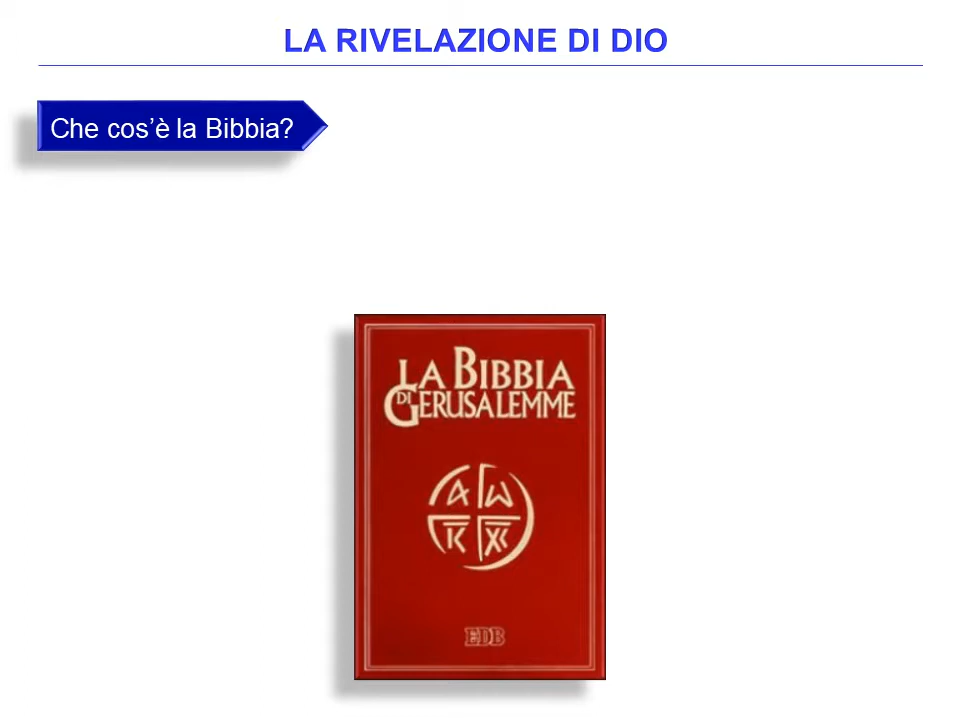 LA RIVELAZIONE DI DIO
Che cos’è la Bibbia?
LA BIBBIA
DI GERUSALEMME
A W
K X
EDB